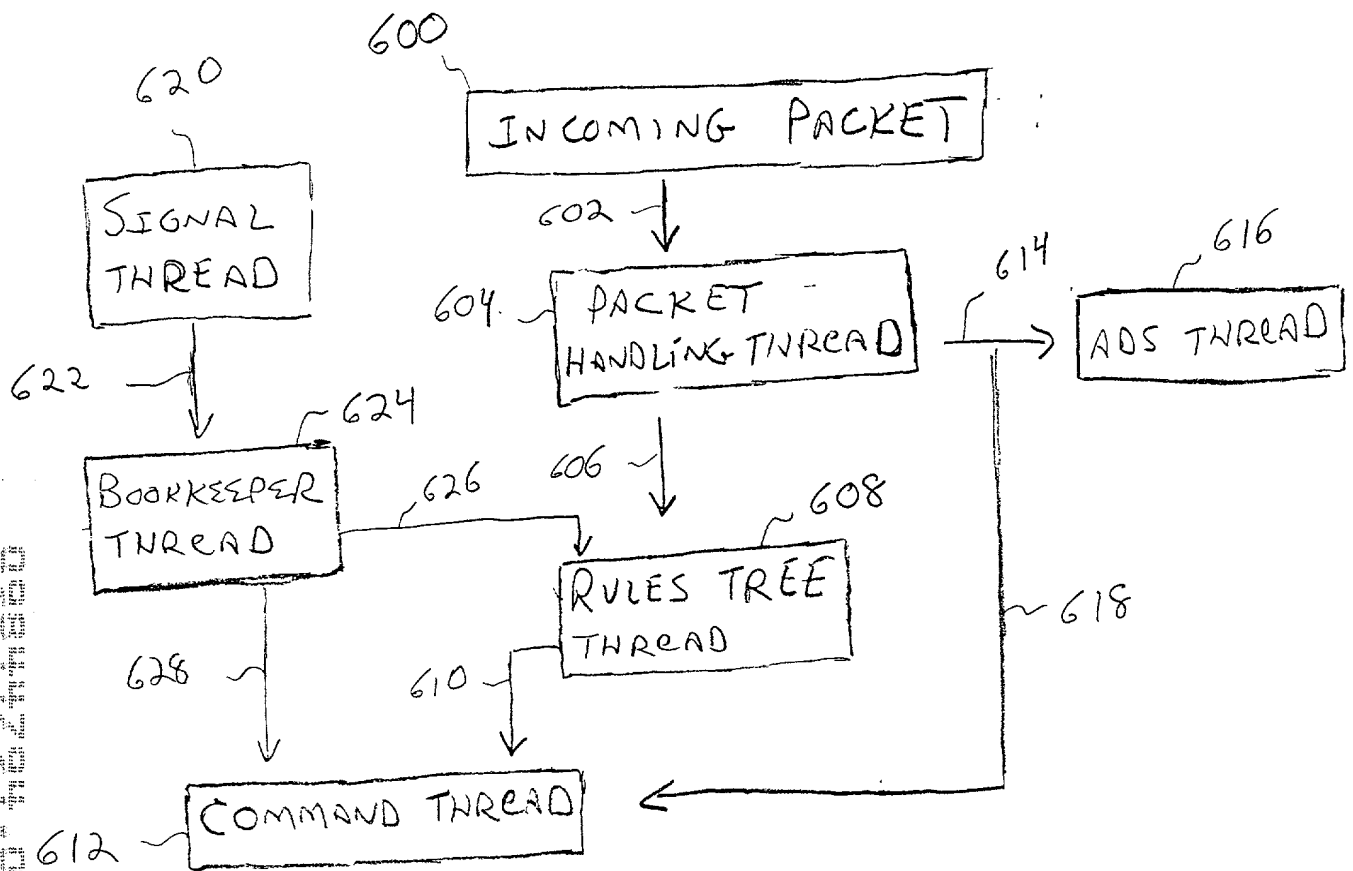 600
620
INCOMING PACKET
SIGNAL
THREAD
602
614
616
604
PACKET
HANDLING THREAD
ADS THREAD
622
624
606
BOOKKEEPER
THREAD
626
608
RULES TREE
THREAD
618
628
610
COMMAND THREAD
612